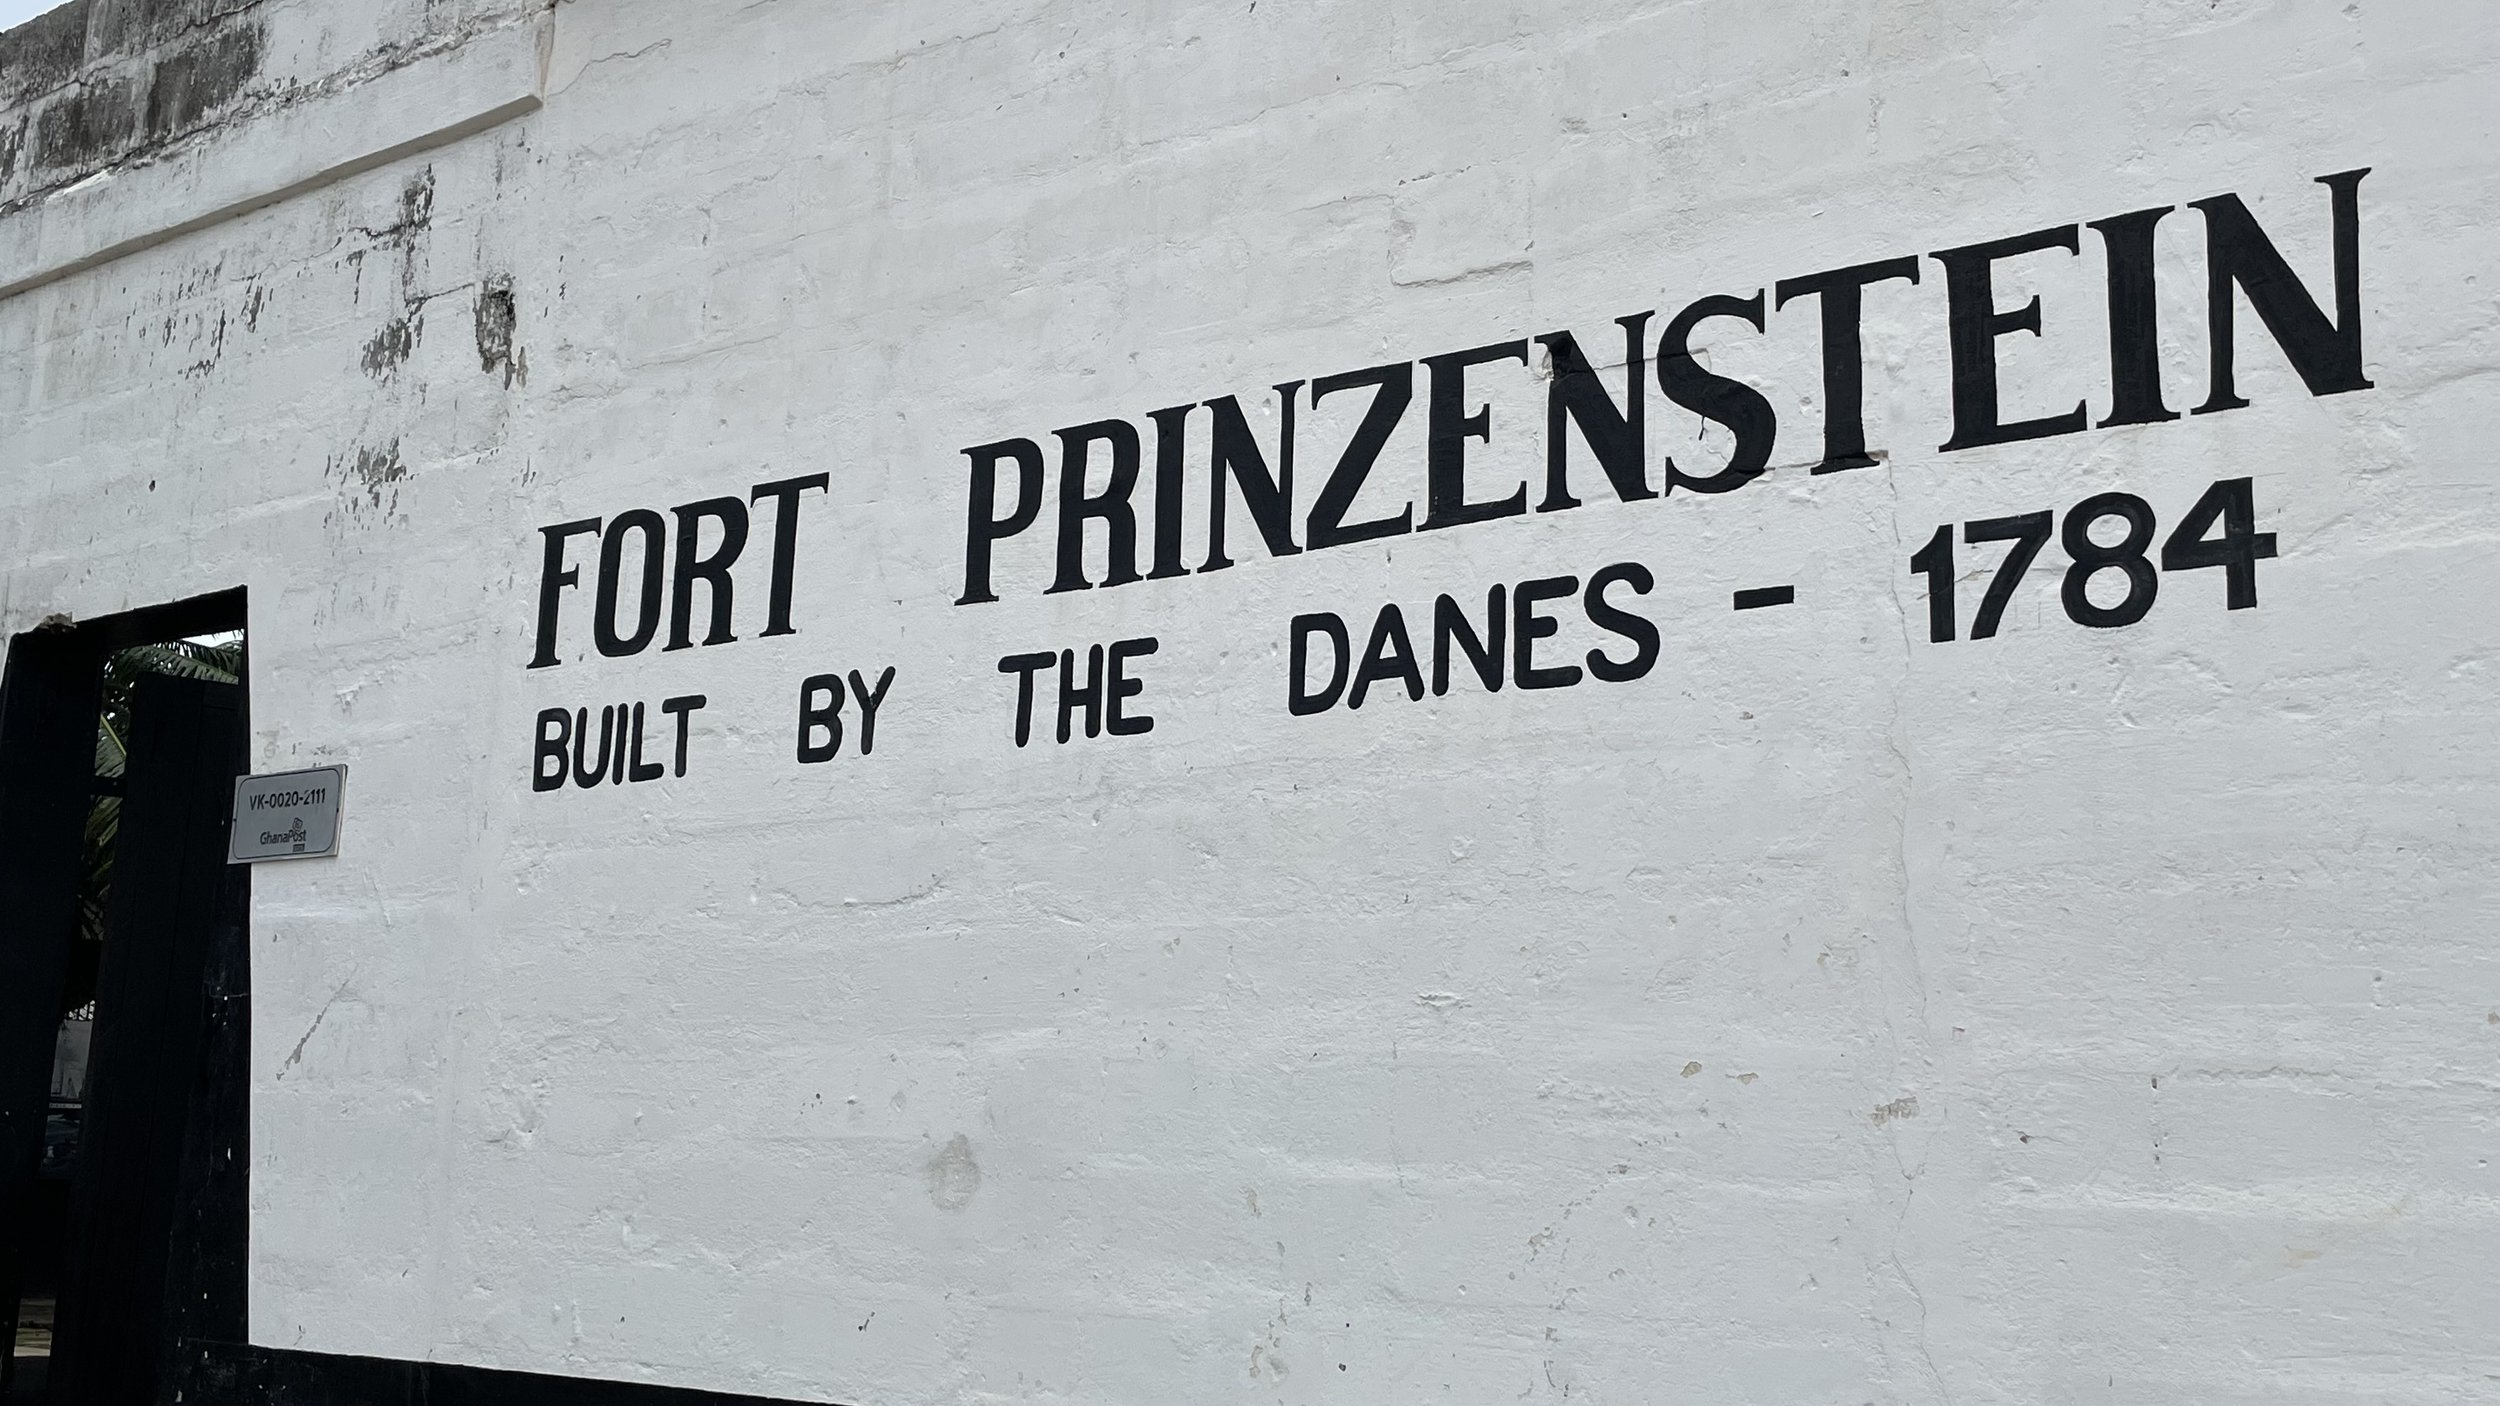 FORT PRINZENSTEIN
BUILT BY THE DANES - 1784
VK-0020-2111
GhanaPost